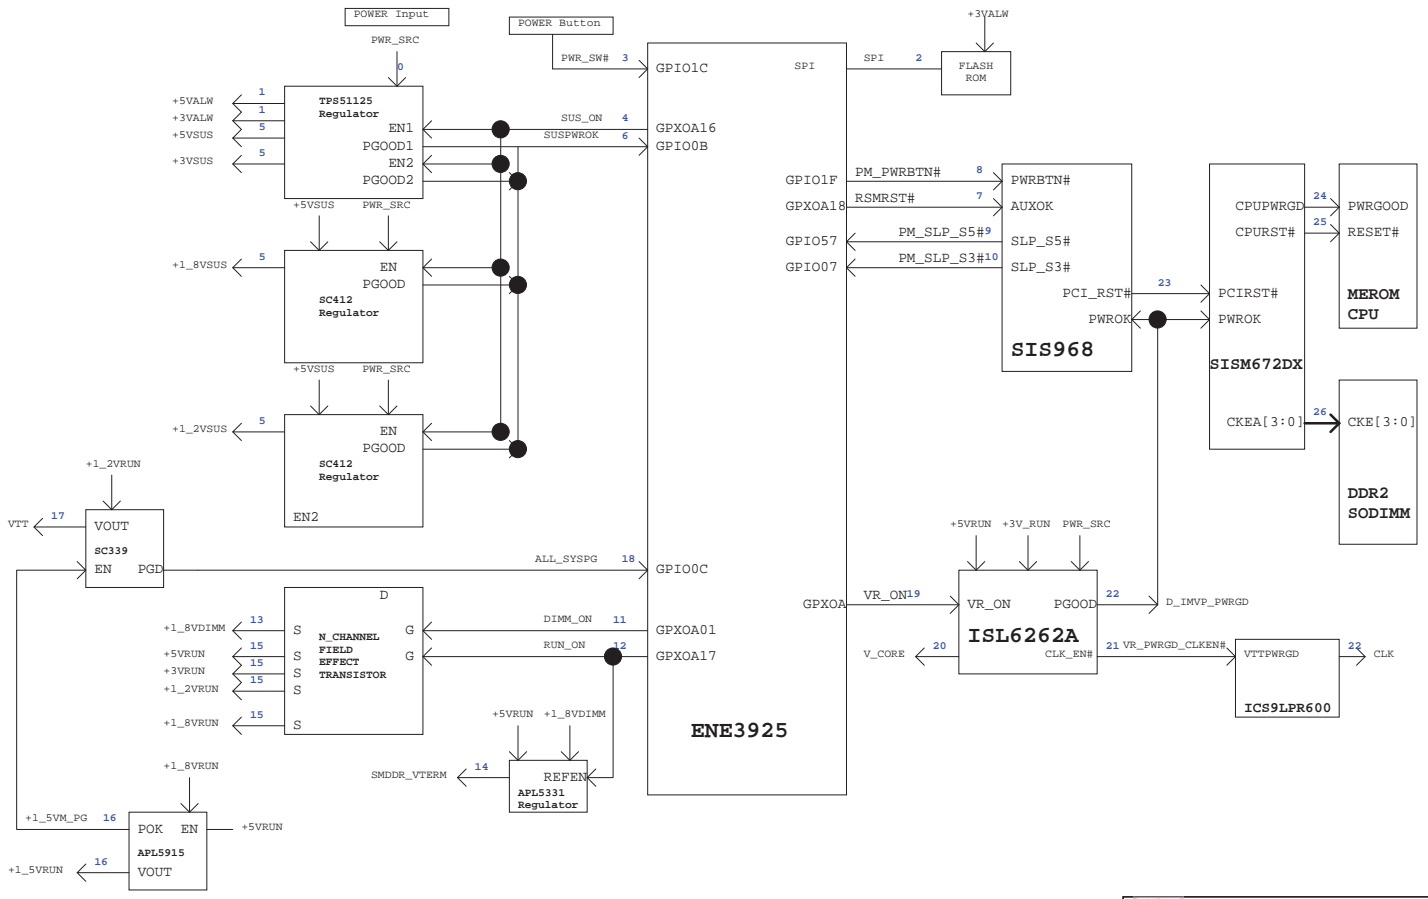 POWER Input
POWER Button
+3VALW
PWR_SRC
0
PWR_SW# 3
GPIO1C
SPI
SPI 2
FLASH
ROM
+5VALW 1
+3VALW 1
+5VSUS 5
+3VSUS 5
TPS51125
Regulator
EN1
PGOOD1
EN2
PGOOD2
SUS_ON 4
SUSPWROK 6
GPXOA16
GPIO0B
GPIO1F
GPXOA18
GPIO57
GPIO07
PM_PWRBTN# 8
RSMRST# 7
PM_SLP_S5# 9
PM_SLP_S3# 10
PWRBTN#
AUXOK
SLP_S5#
SLP_S3#
PCI_RST#
PWROK
SIS968
23
CPUPWRGD
CPURST#
PCIRST#
PWROK
SISM672DX
CKEA[3:0]
24
25
26
PWRGOOD
RESET#
MEROM
CPU
CKE[3:0]
DDR2
SODIMM
+5VSUS PWR_SRC
+1_8VSUS 5
EN
PGOOD
SC412
Regulator
+5VSUS PWR_SRC
+1_2VSUS 5
EN
PGOOD
SC412
Regulator
EN2
+1_2VRUN
VTT 17
VOUT
SC339
EN PGD
ALL_SYSPG 18
GPIO0C
D
+1_8VDIMM 13
+5VRUN 15
+3VRUN 15
+1_2VRUN 15
+1_8VRUN 15
S
S
S
S
S
N_CHANNEL
FIELD
EFFECT
TRANSISTOR
G
G
DIMM_ON 11
RUN_ON 12
GPXOA01
GPXOA17
ENE3925
GPXOA
VR_ON 19
+5VRUN +3V_RUN PWR_SRC
VR_ON PGOOD
ISL6262A
CLK_EN#
22
D_IMVP_PWRGD
V_CORE 20
21 VR_PWRGD_CLKEN#
VTTPWRGD
ICS9LPR600
22 CLK
+5VRUN +1_8VDIMM
SMDDR_VTERM 14
REFEN
APL5331
Regulator
+1_8VRUN
+1_5VM_PG 16
POK EN
+5VRUN
APL5915
VOUT
+1_5VRUN 16